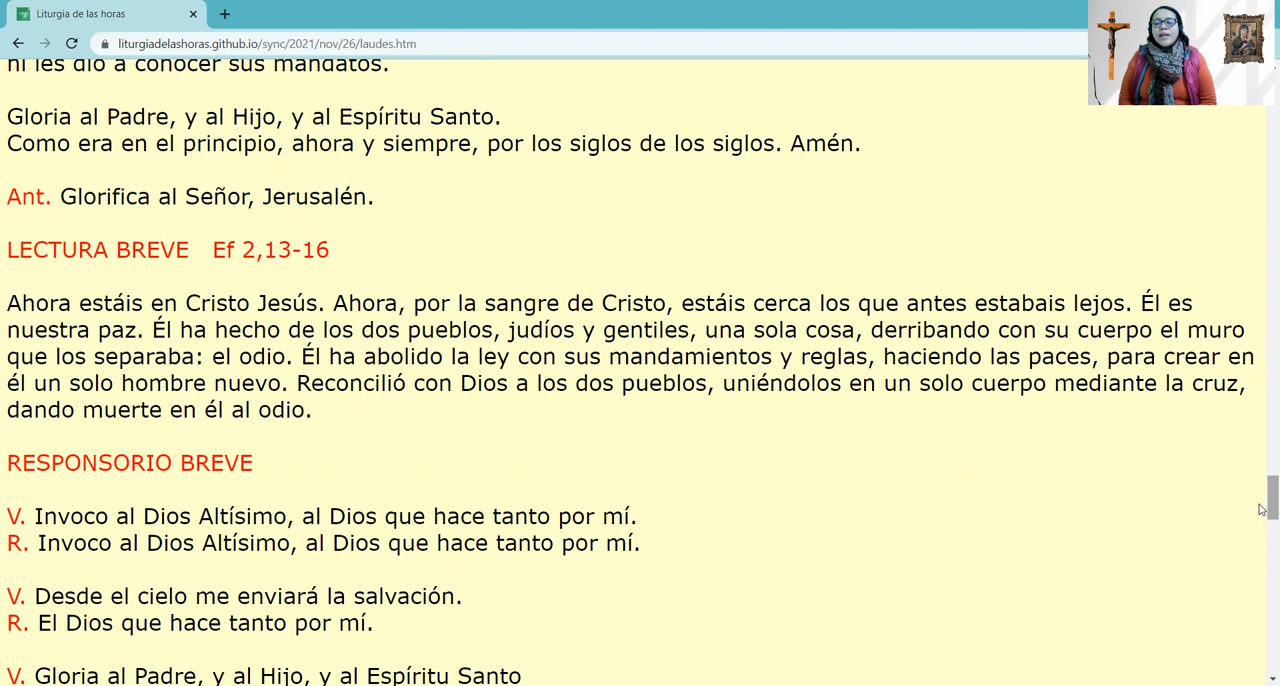 Liturgia de las horas
liturgiadelashoras.github.io/sync/2021/nov/26/laudes.htm
ni les dio a conocer sus mandatos.
Gloria al Padre, y al Hijo, y al Espíritu Santo.
Como era en el principio, ahora y siempre, por los siglos de los siglos. Amén.
Ant. Glorifica al Señor, Jerusalén.
LECTURA BREVE Ef 2,13-16
Ahora estáis en Cristo Jesús. Ahora, por la sangre de Cristo, estáis cerca los que antes estabais lejos. Él es
nuestra paz. Él ha hecho de los dos pueblos, judíos y gentiles, una sola cosa, derribando con su cuerpo el muro
que los separaba: el odio. Él ha abolido la ley con sus mandamientos y reglas, haciendo las paces, para crear en
él un solo hombre nuevo. Reconcilió con Dios a los dos pueblos, uniéndolos en un solo cuerpo mediante la cruz,
dando muerte en él al odio.
RESPONSORIO BREVE
V. Invoco al Dios Altísimo, al Dios que hace tanto por mí.
R. Invoco al Dios Altísimo, al Dios que hace tanto por mí.
V. Desde el cielo me enviará la salvación.
R. El Dios que hace tanto por mí.
V. Gloria al Padre, y al Hijo, y al Espíritu Santo